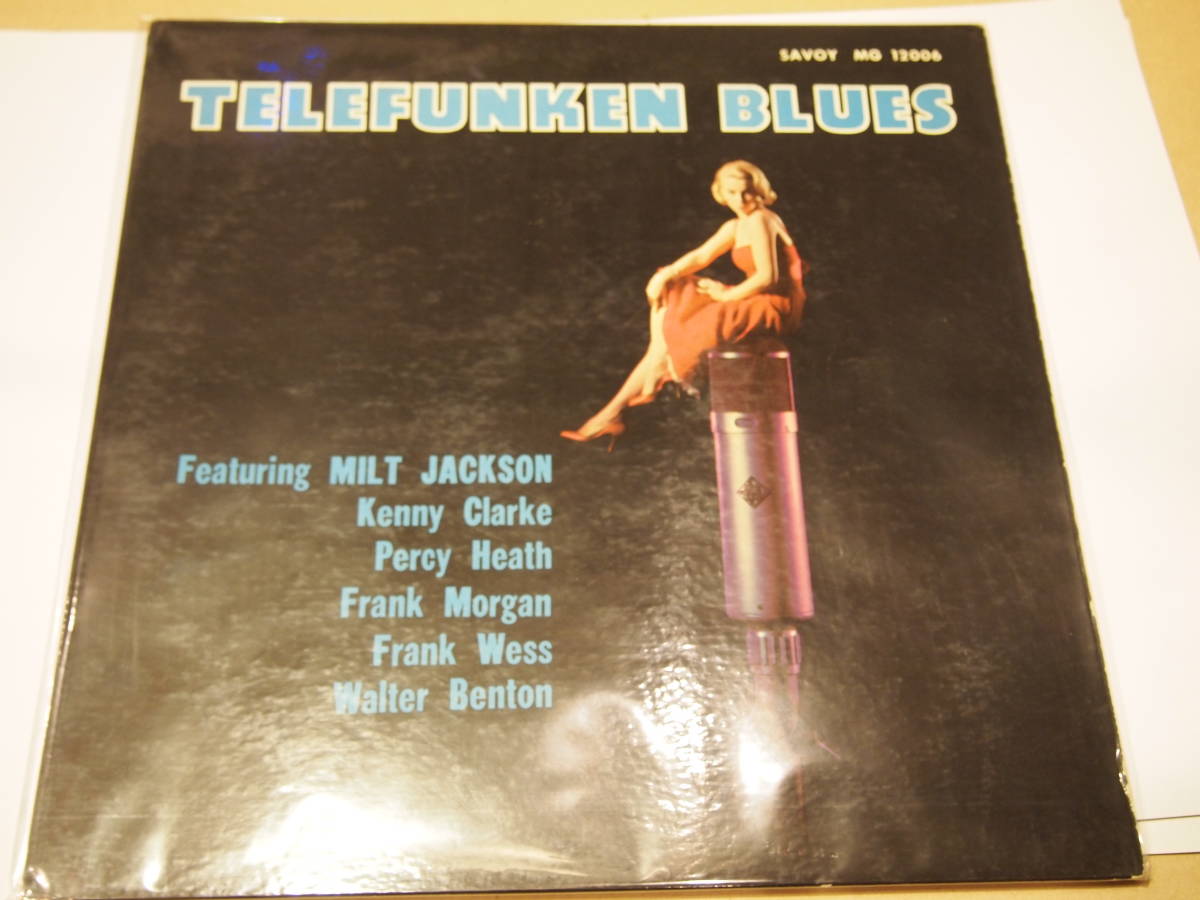 SAVOY MG 12006
TELEFUNKEN BLUES
Featuring MILT JACKSON
Kenny Clarke
Percy Heath
Frank Morgan
Frank Wess
Walter Benton